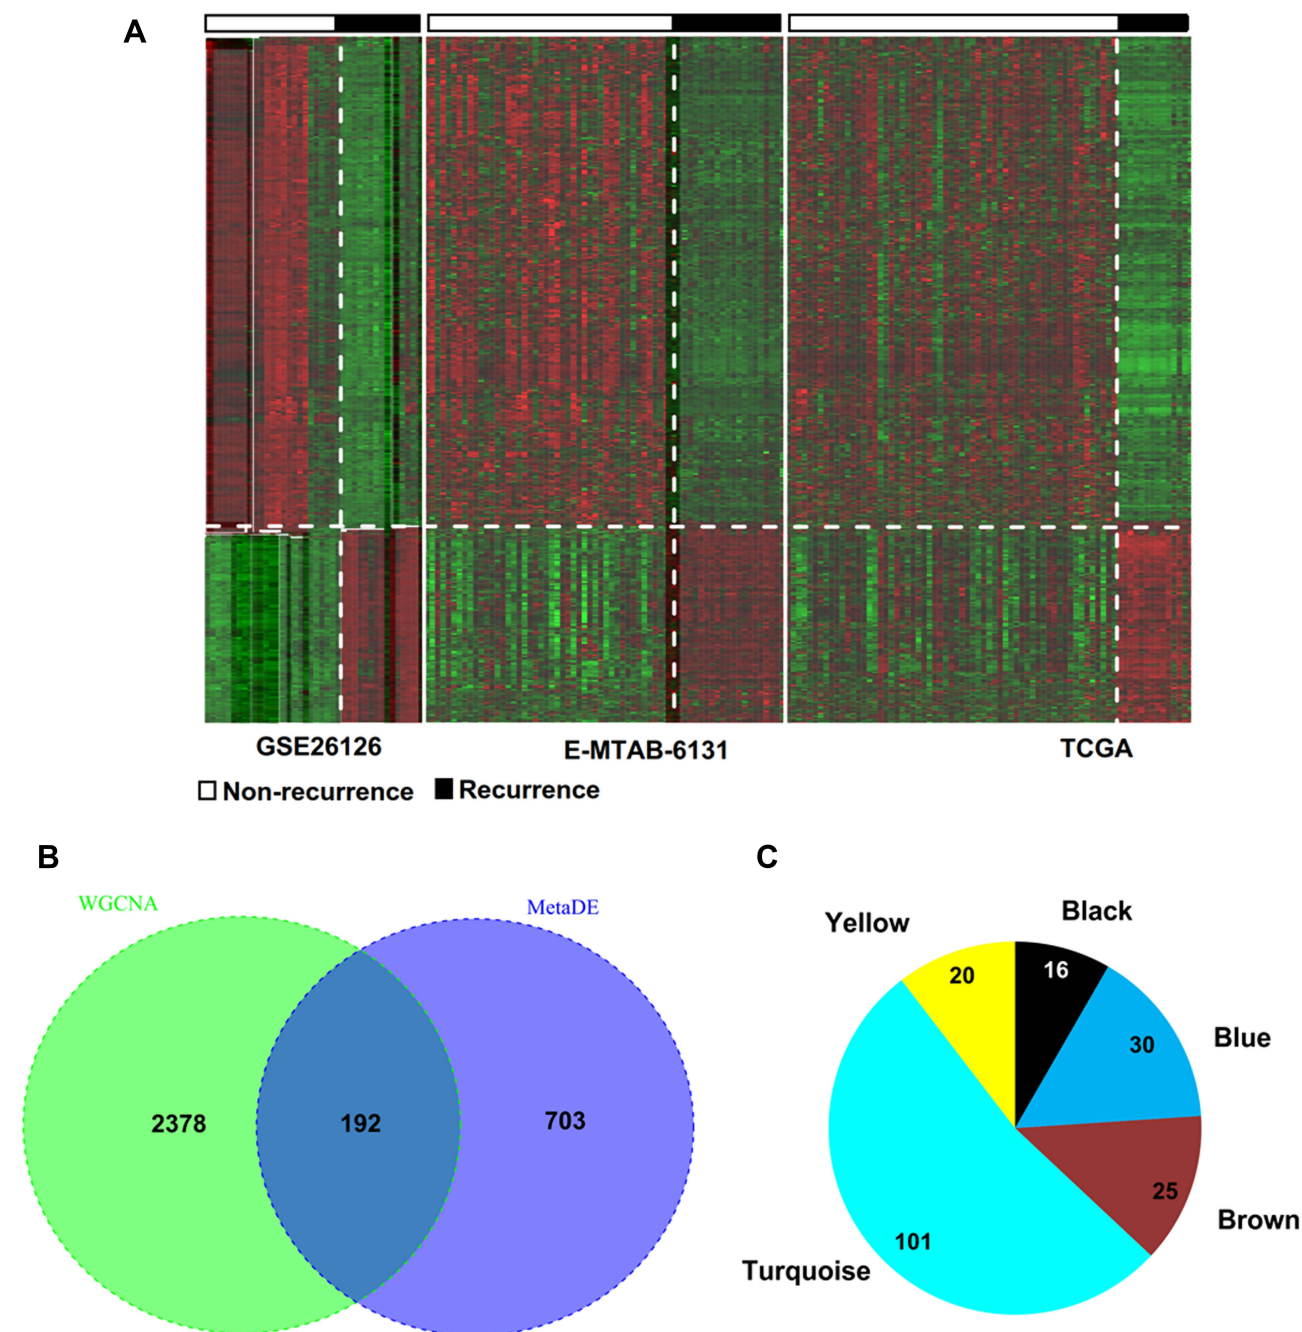 A
GSE26126
E-MTAB-6131
TCGA
Non-recurrence
Recurrence
B
WGCNA
MetaDE
2378
192
703
C
Yellow
Black
20
16
Blue
30
25
Brown
101
Turquoise